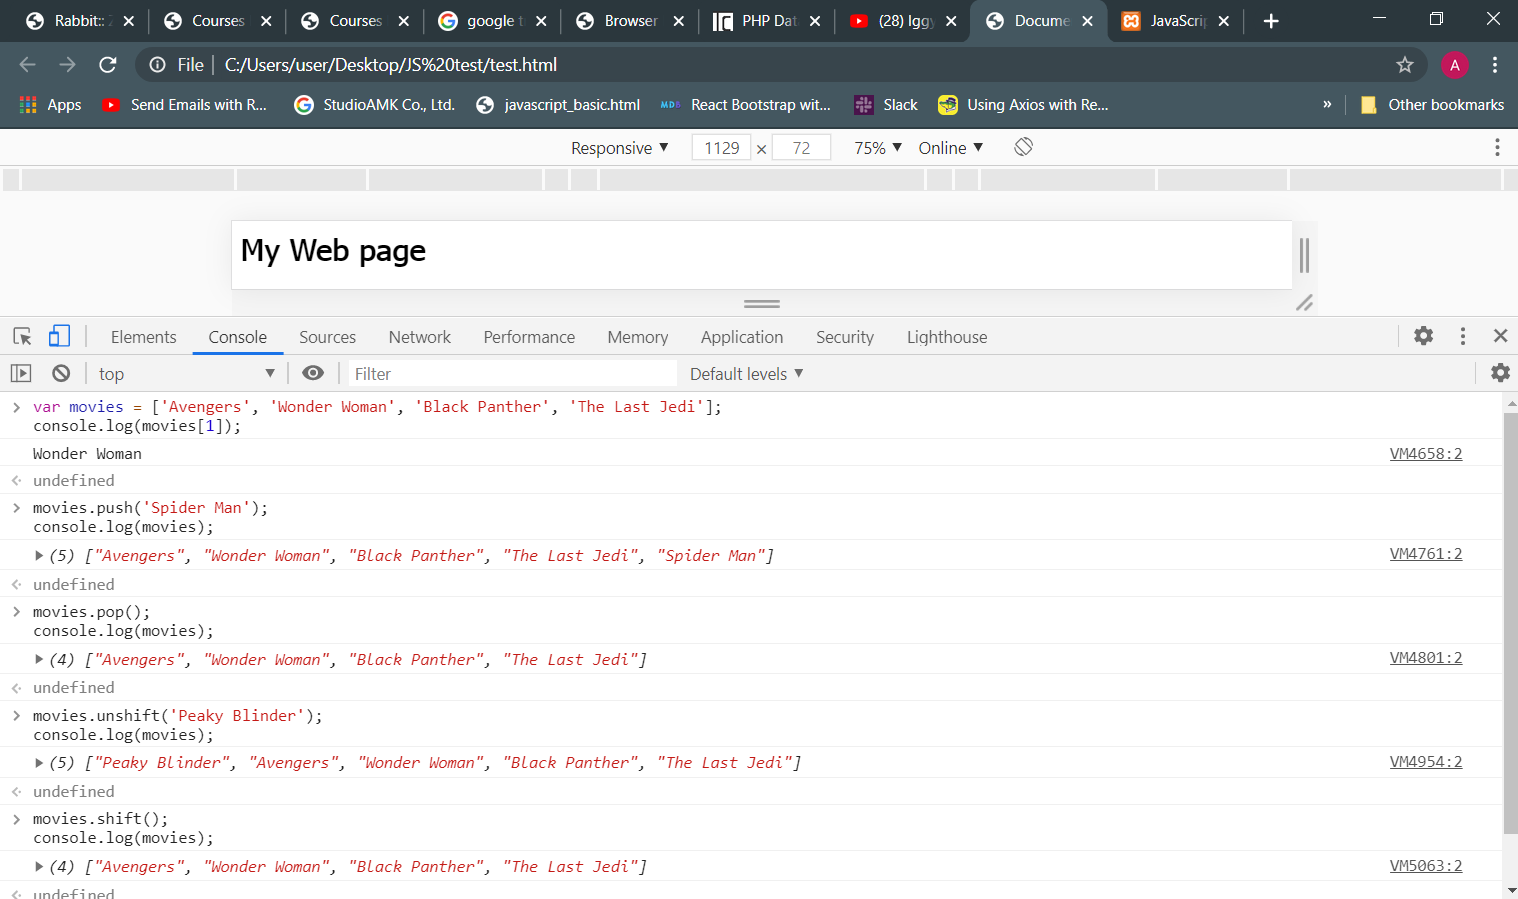 Rabbit:: Courses Courses google Browser PHP Dat (28) Iggy Docume JavaScrip
File C:/Users/user/Desktop/JS%20test/test.html A
Apps Send Emails with R... StudioAMK Co., Ltd. javascript_basic.html MDB React Bootstrap wit... Slack Using Axios with Re... » Other bookmarks
Responsive ▼ 1129 × 72 75% ▼ Online ▼
My Web page
Elements Console Sources Network Performance Memory Application Security Lighthouse
top ▼ Filter Default levels ▼
> var movies = ['Avengers', 'Wonder Woman', 'Black Panther', 'The Last Jedi'];
console.log(movies[1]);
Wonder Woman VM4658:2
undefined
> movies.push('Spider Man');
console.log(movies);
(5) ["Avengers", "Wonder Woman", "Black Panther", "The Last Jedi", "Spider Man"] VM4761:2
undefined
> movies.pop();
console.log(movies);
(4) ["Avengers", "Wonder Woman", "Black Panther", "The Last Jedi"] VM4801:2
undefined
> movies.unshift('Peaky Blinder');
console.log(movies);
(5) ["Peaky Blinder", "Avengers", "Wonder Woman", "Black Panther", "The Last Jedi"] VM4954:2
undefined
> movies.shift();
console.log(movies);
(4) ["Avengers", "Wonder Woman", "Black Panther", "The Last Jedi"] VM5063:2
undefined